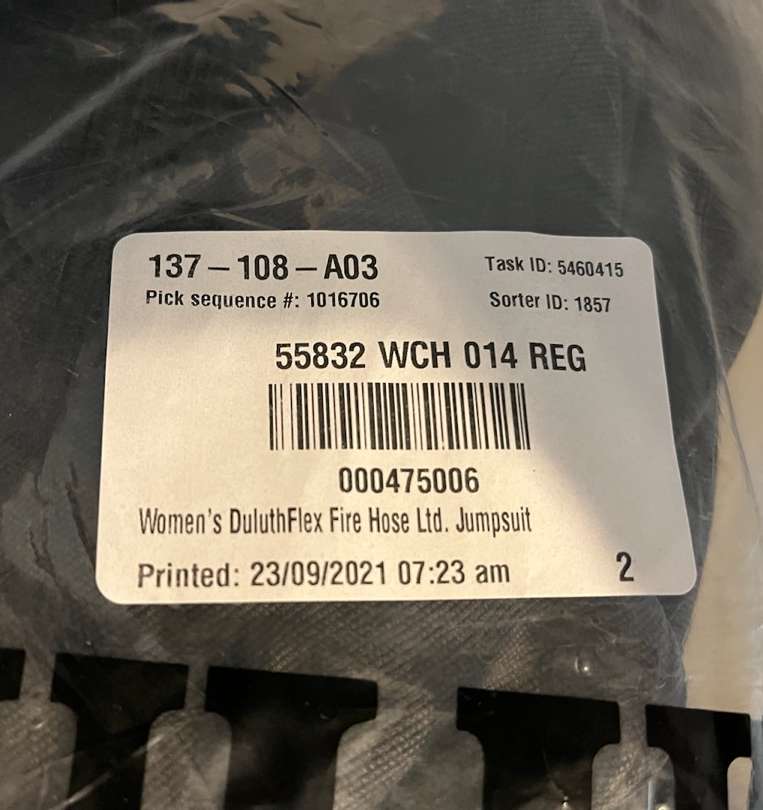 137 – 108 – A03
Task ID: 5460415
Pick sequence #: 1016706
Sorter ID: 1857
55832 WCH 014 REG
000475006
Women's DuluthFlex Fire Hose Ltd. Jumpsuit
Printed: 23/09/2021 07:23 am
2